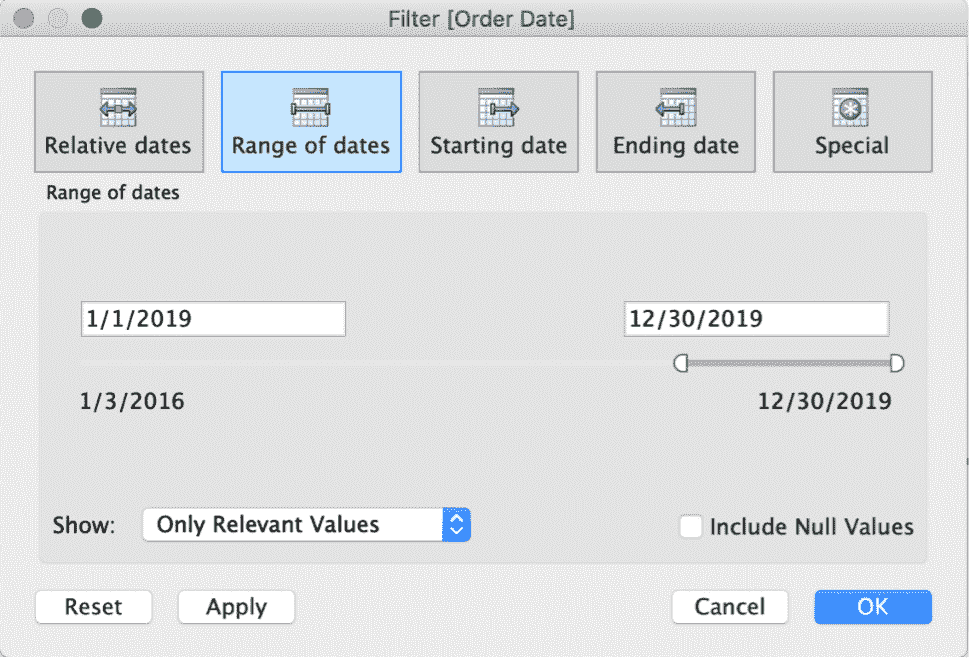 Filter [Order Date]
Relative dates
Range of dates
Starting date
Ending date
Special
Range of dates
1/1/2019
12/30/2019
1/3/2016
12/30/2019
Show:
Only Relevant Values
Include Null Values
Reset
Apply
Cancel
OK